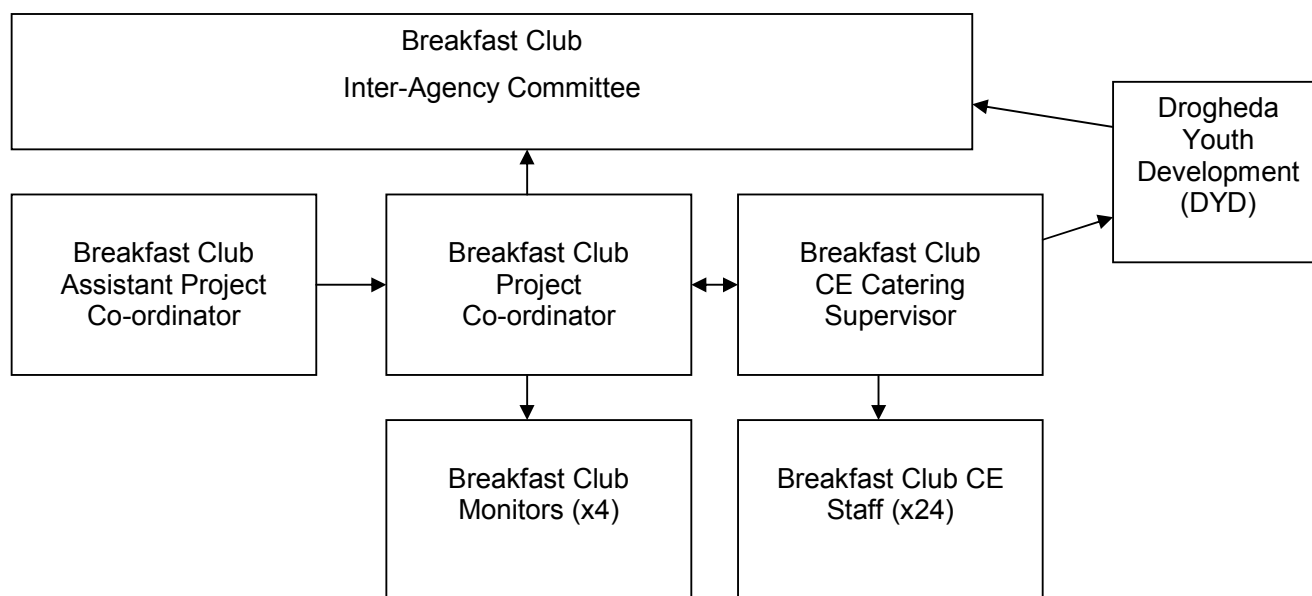 Breakfast Club
Inter-Agency Committee
Drogheda
Youth
Development
(DYD)
Breakfast Club
Assistant Project
Co-ordinator
Breakfast Club
Project
Co-ordinator
Breakfast Club
CE Catering
Supervisor
Breakfast Club
Monitors (x4)
Breakfast Club CE
Staff (x24)